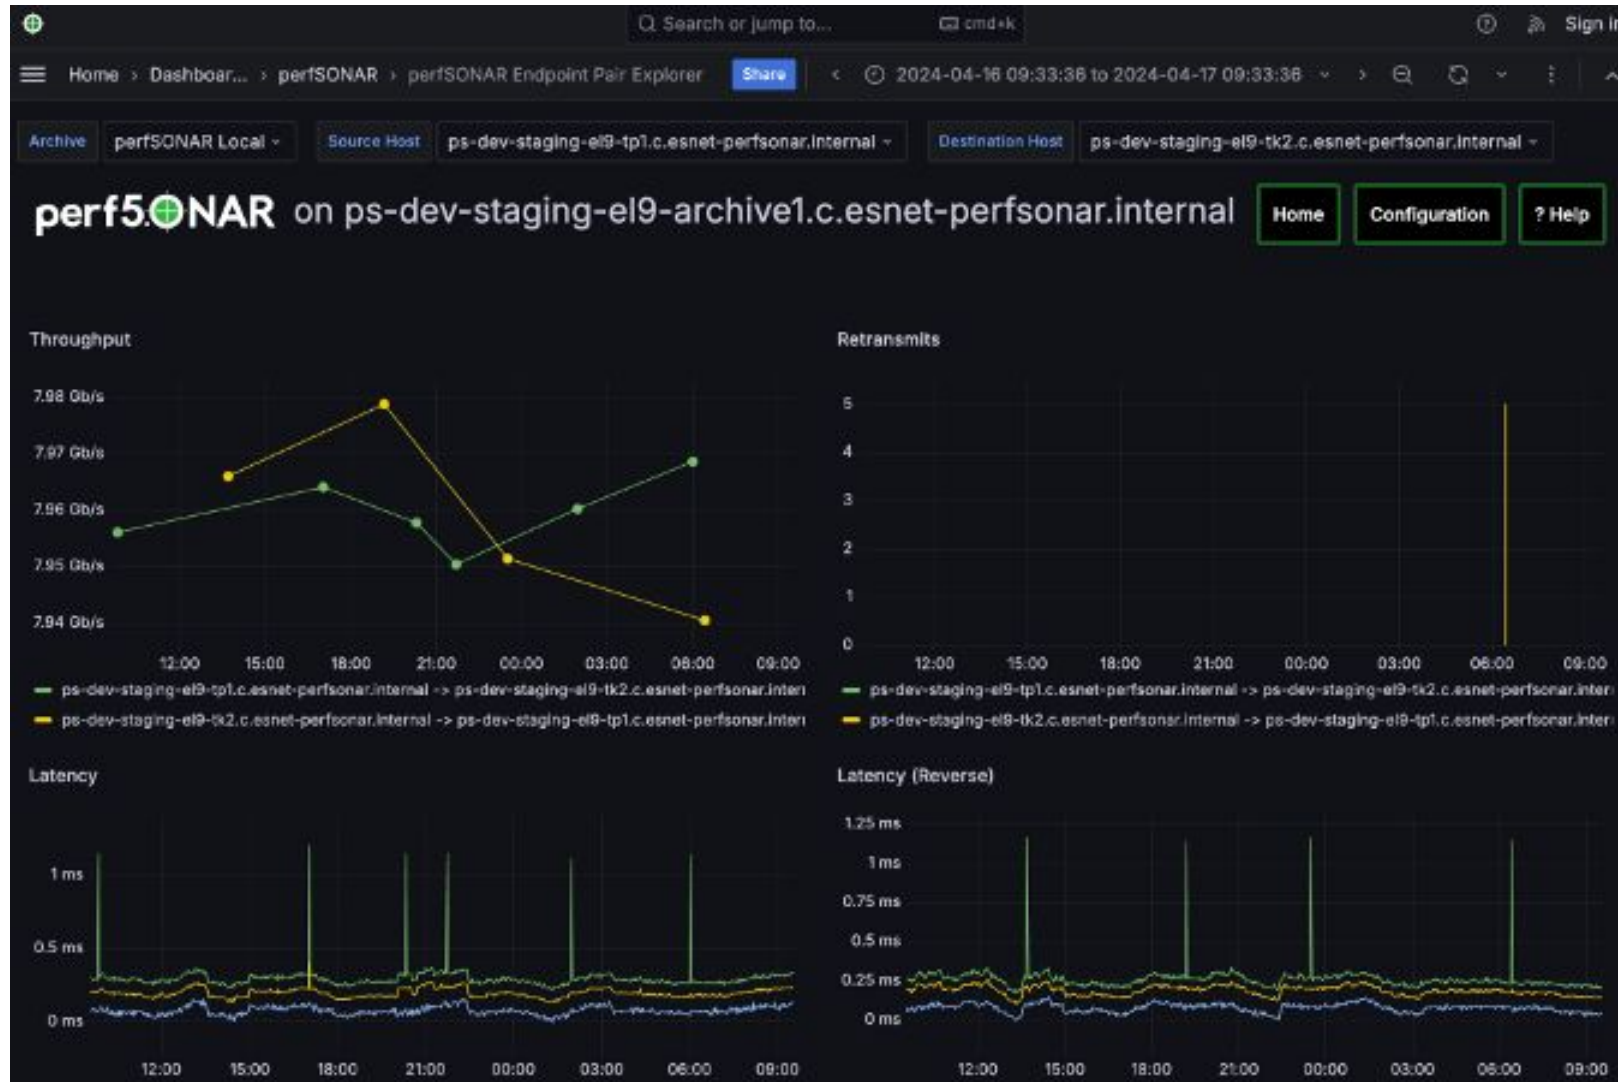 Search or jump to... cmd+k Sign in
Home › Dashboar... › perfSONAR › perfSONAR Endpoint Pair Explorer Share 2024-04-16 09:33:36 to 2024-04-17 09:33:36
Archive perfSONAR Local Source Host ps-dev-staging-el9-tp1.c.esnet-perfsonar.internal Destination Host ps-dev-staging-el9-tk2.c.esnet-perfsonar.internal
perfSONAR on ps-dev-staging-el9-archive1.c.esnet-perfsonar.internal Home Configuration ? Help
Throughput
7.98 Gb/s
7.97 Gb/s
7.96 Gb/s
7.95 Gb/s
7.94 Gb/s
12:00 15:00 18:00 21:00 00:00 03:00 06:00 09:00
ps-dev-staging-el9-tp1.c.esnet-perfsonar.internal -> ps-dev-staging-el9-tk2.c.esnet-perfsonar.intern
ps-dev-staging-el9-tk2.c.esnet-perfsonar.internal -> ps-dev-staging-el9-tp1.c.esnet-perfsonar.intern
Retransmits
5
4
3
2
1
0
12:00 15:00 18:00 21:00 00:00 03:00 06:00 09:00
ps-dev-staging-el9-tp1.c.esnet-perfsonar.internal -> ps-dev-staging-el9-tk2.c.esnet-perfsonar.inter
ps-dev-staging-el9-tk2.c.esnet-perfsonar.internal -> ps-dev-staging-el9-tp1.c.esnet-perfsonar.inter
Latency
1 ms
0.5 ms
0 ms
12:00 15:00 18:00 21:00 00:00 03:00 06:00 09:00
Latency (Reverse)
1.25 ms
1 ms
0.75 ms
0.5 ms
0.25 ms
0 ms
12:00 15:00 18:00 21:00 00:00 03:00 06:00 09:00